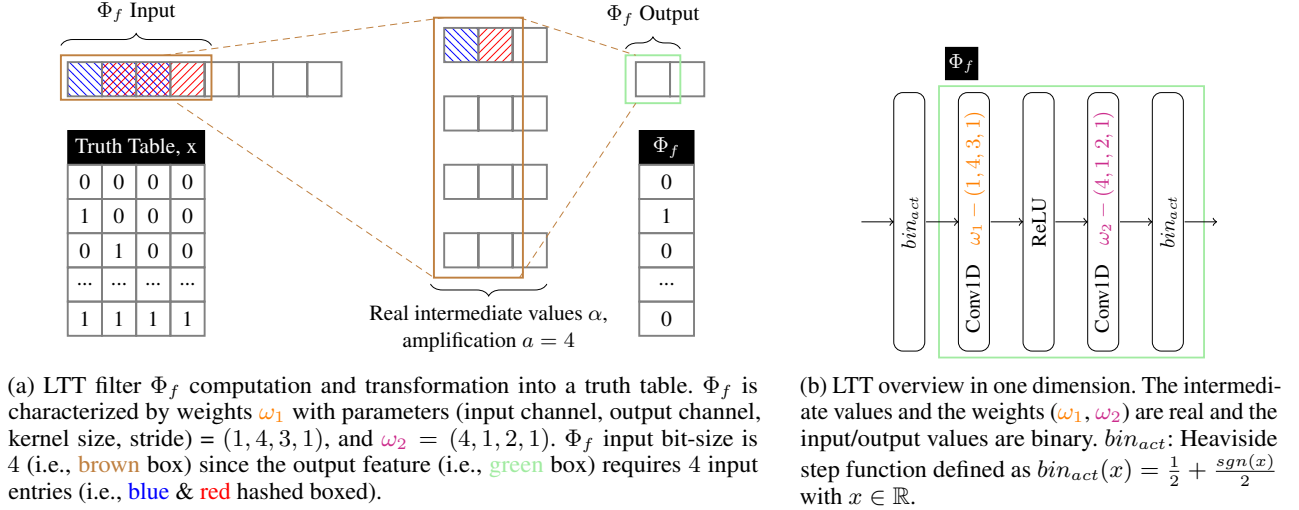 Φ_f Input
Φ_f Output
Truth Table, x
0 0 0 0
1 0 0 0
0 1 0 0
... ... ... ...
1 1 1 1
Real intermediate values α,
amplification a = 4
Φ_f
0
1
0
...
0
(a) LTT filter Φ_f computation and transformation into a truth table. Φ_f is
characterized by weights ω_1 with parameters (input channel, output channel,
kernel size, stride) = (1, 4, 3, 1), and ω_2 = (4, 1, 2, 1). Φ_f input bit-size is
4 (i.e., brown box) since the output feature (i.e., green box) requires 4 input
entries (i.e., blue & red hashed boxed).
Φ_f
bin_act
Conv1D ω_1 − (1, 4, 3, 1)
ReLU
Conv1D ω_2 − (4, 1, 2, 1)
bin_act
(b) LTT overview in one dimension. The intermedi-
ate values and the weights (ω_1, ω_2) are real and the
input/output values are binary. bin_act: Heaviside
step function defined as bin_act(x) = 1/2 + sgn(x)/2
with x ∈ ℝ.